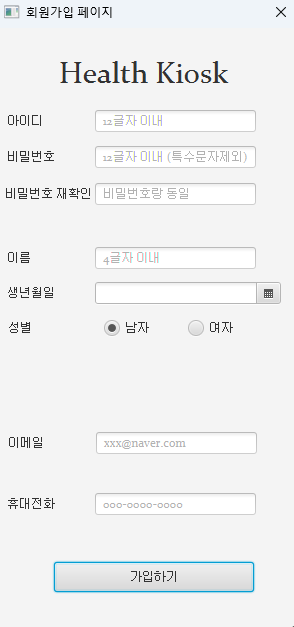 회원가입 페이지
Health Kiosk
아이디 12글자 이내
비밀번호 12글자 이내 (특수문자제외)
비밀번호 재확인 비밀번호랑 동일
이름 4글자 이내
생년월일
성별 남자 여자
이메일 xxx@naver.com
휴대전화 000-0000-0000
가입하기